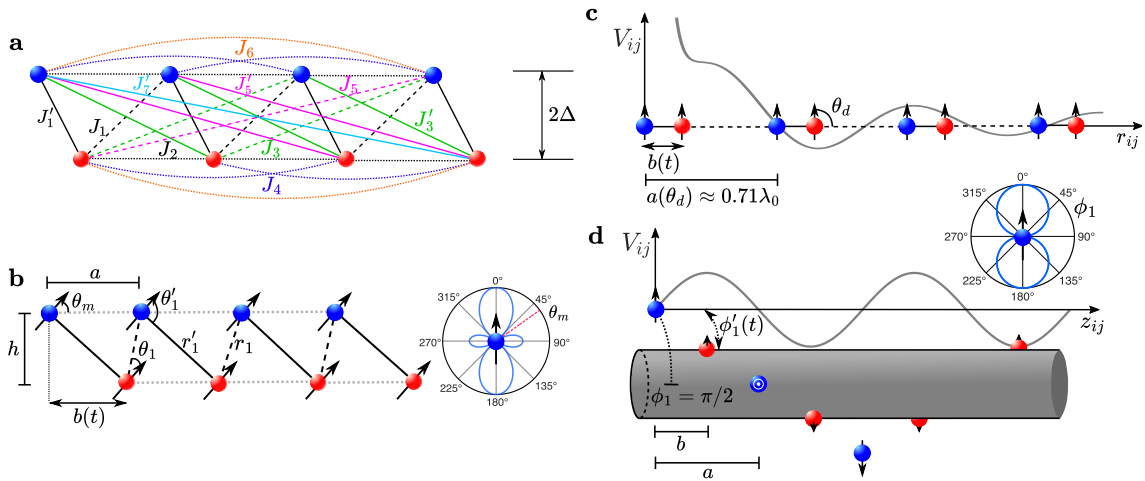 a
J₆
J₇′
J₅′
J₅
J₁′
J₁
J₃′
J₂
J₃
J₄
2Δ
b
a
θₘ
θ₁′
h
r₁′
r₁
θ₁
b(t)
0°
45°
90°
135°
180°
225°
270°
315°
θₘ
c
Vᵢⱼ
θ_d
rᵢⱼ
b(t)
a(θ_d) ≈ 0.71λ₀
d
Vᵢⱼ
0°
45°
90°
135°
180°
225°
270°
315°
ϕ₁
zᵢⱼ
ϕ₁′(t)
ϕ₁ = π/2
b
a